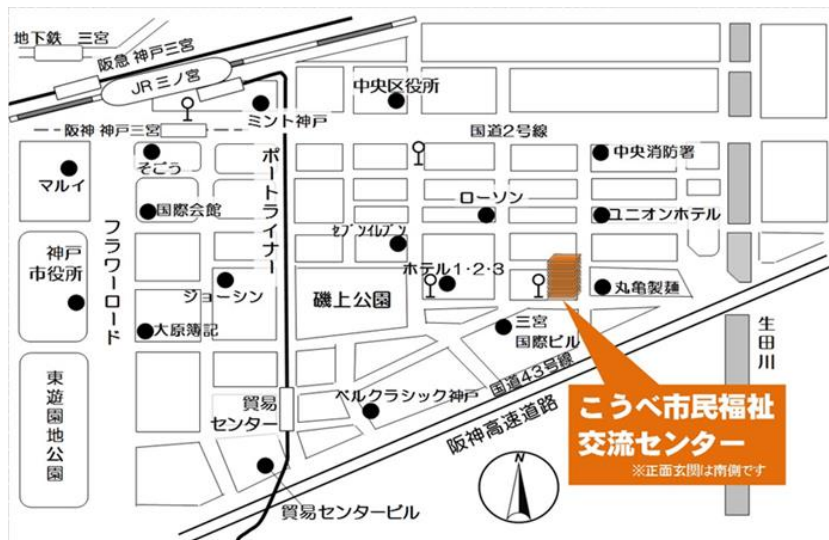 地下鉄 三宮
阪急 神戸三宮
JR 三ノ宮
中央区役所
ミント神戸
阪神 神戸三宮
国道2号線
そごう
マルイ
中央消防署
ポートライナー
フラワーロード
国際会館
ローソン
ユニオンホテル
セブンイレブン
神戸
市役所
ジョーシン
ホテル1・2・3
磯上公園
丸亀製麺
大原簿記
三宮
国際ビル
生田川
東遊園地公園
国道43号線
ベルクラシック神戸
貿易
センター
阪神高速道路
こうべ市民福祉
交流センター
※正面玄関は南側です
N
貿易センタービル